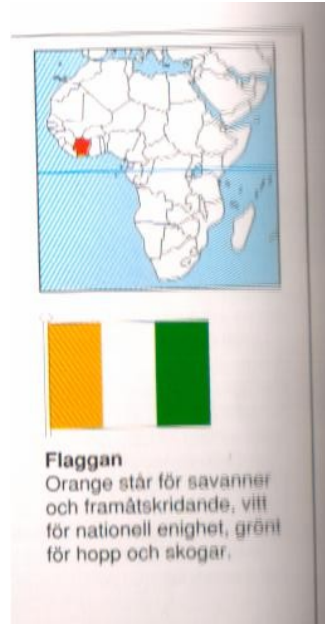 Flaggan
Orange står för savanner
och framåtskridande, vitt
för nationell enighet, grönt
för hopp och skogar.